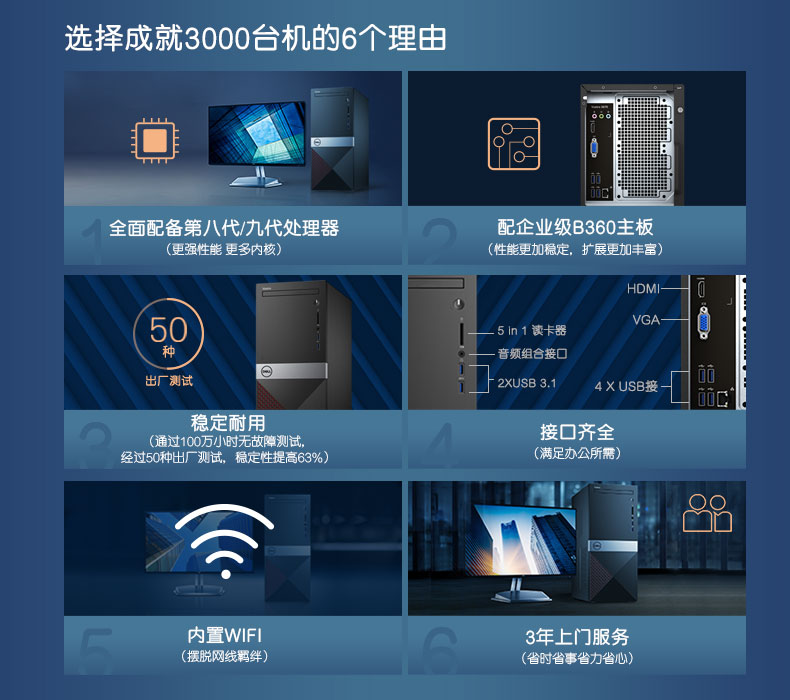 选择成就3000台机的6个理由
1
全面配备第八代/九代处理器
(更强性能 更多内核)
2
配企业级B360主板
(性能更加稳定，扩展更加丰富)
50
种
出厂测试
DELL
3
稳定耐用
(通过100万小时无故障测试,
经过50种出厂测试，稳定性提高63%)
5 in 1 读卡器
音频组合接口
2XUSB 3.1
HDMI
VGA
4 X USB接
4
接口齐全
(满足办公所需)
5
内置WIFI
(摆脱网线羁绊)
DELL
6
3年上门服务
(省时省事省力省心)